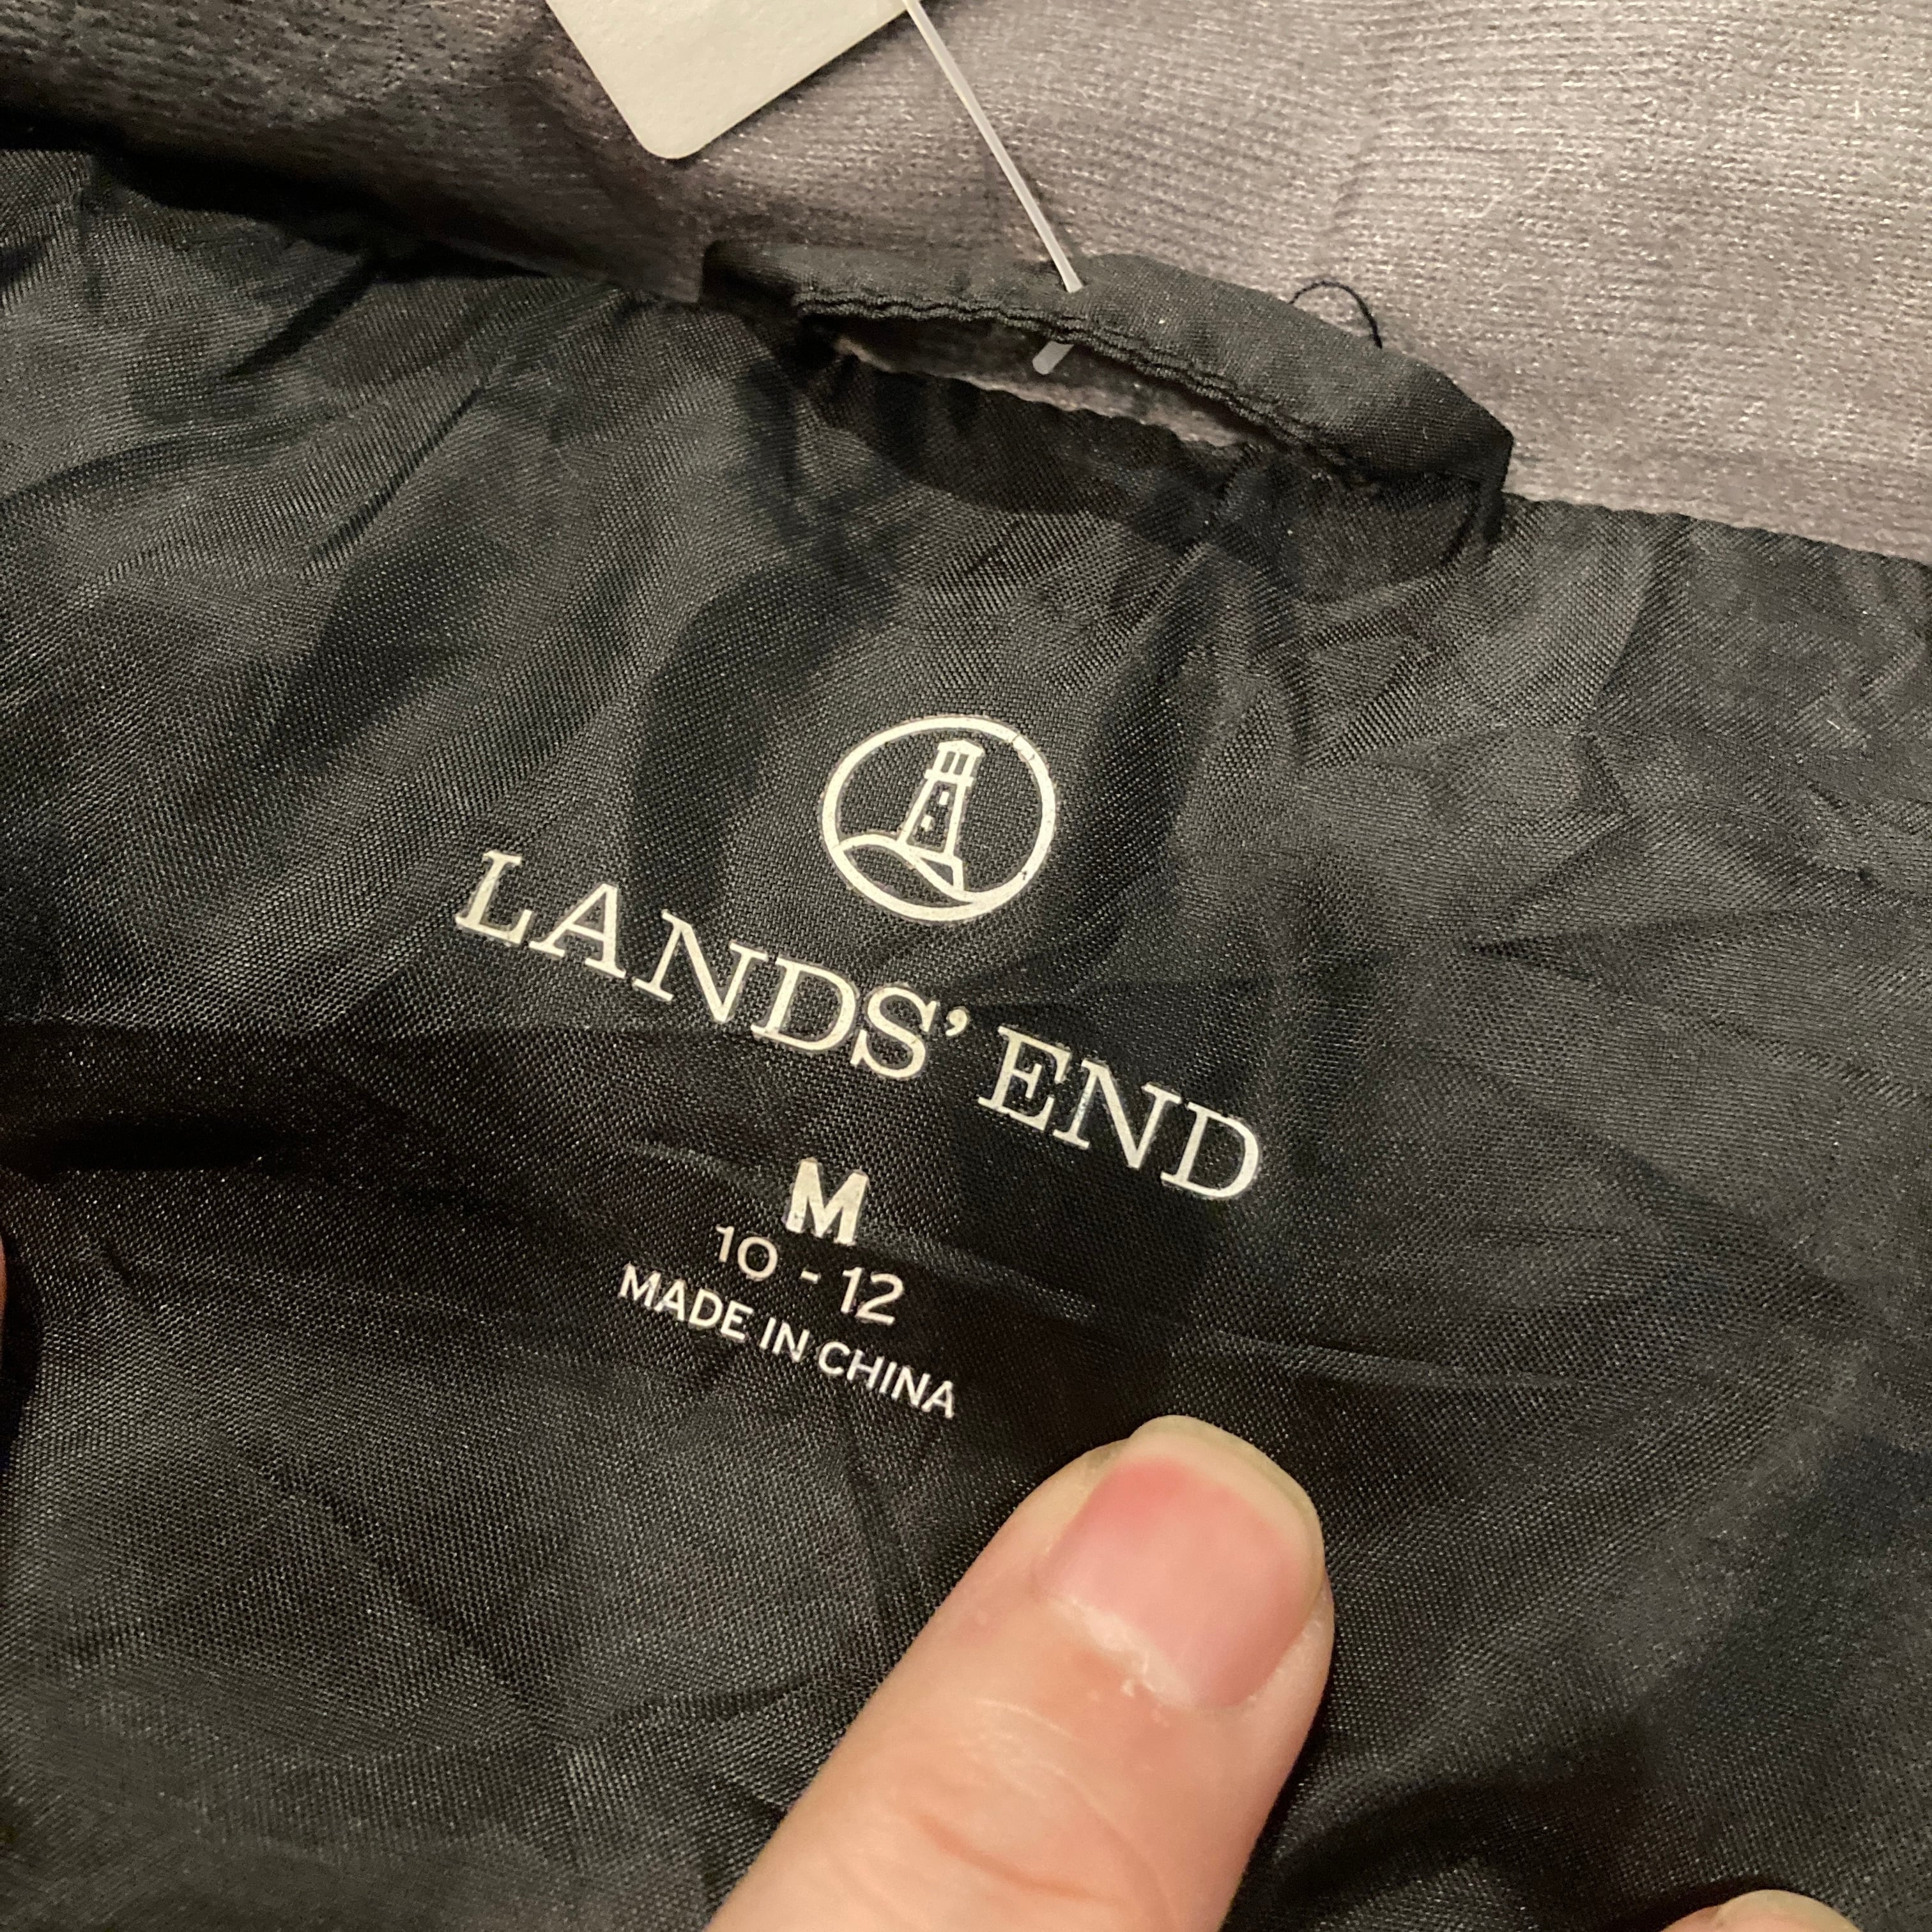 LANDS' END
M
10 - 12
MADE IN CHINA